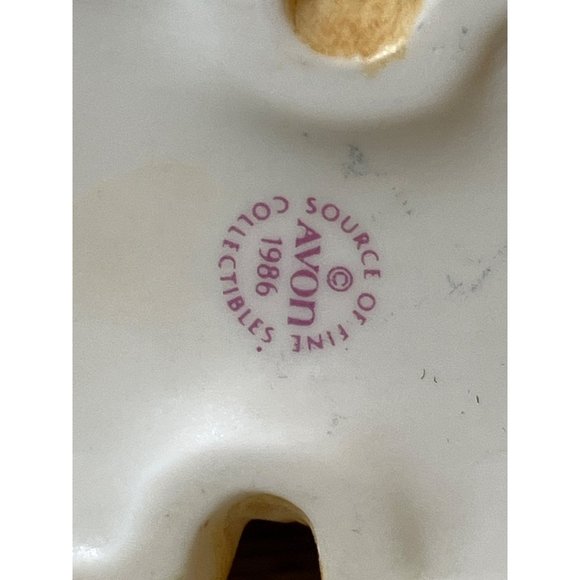 SOURCE OF FINE COLLECTIBLES
©
AVON
1986